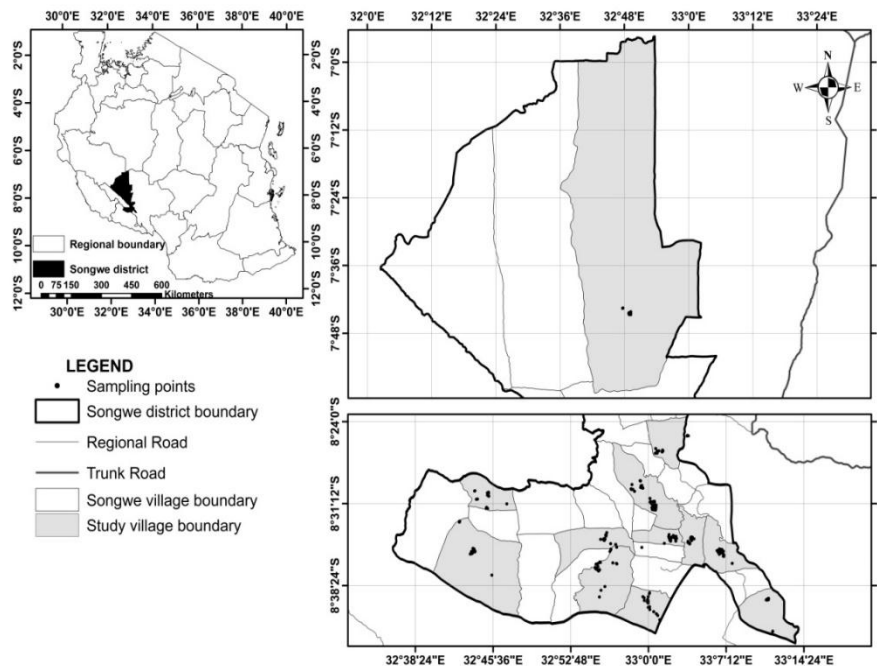 30°0'E 32°0'E 34°0'E 36°0'E 38°0'E 40°0'E
2°0'S 2°0'S
4°0'S 4°0'S
6°0'S 6°0'S
8°0'S 8°0'S
10°0'S 10°0'S
12°0'S 12°0'S
Regional boundary
Songwe district
0 75 150 300 450 600
Kilometers
30°0'E 32°0'E 34°0'E 36°0'E 38°0'E 40°0'E
32°0'E 32°12'E 32°24'E 32°36'E 32°48'E 33°0'E 33°12'E 33°24'E
N
W E
S
7°0'S
7°12'S
7°24'S
7°36'S
7°48'S
LEGEND
Sampling points
Songwe district boundary
Regional Road
Trunk Road
Songwe village boundary
Study village boundary
8°24'0"S
8°31'12"S
8°38'24"S
32°38'24"E 32°45'36"E 32°52'48"E 33°0'0"E 33°7'12"E 33°14'24"E